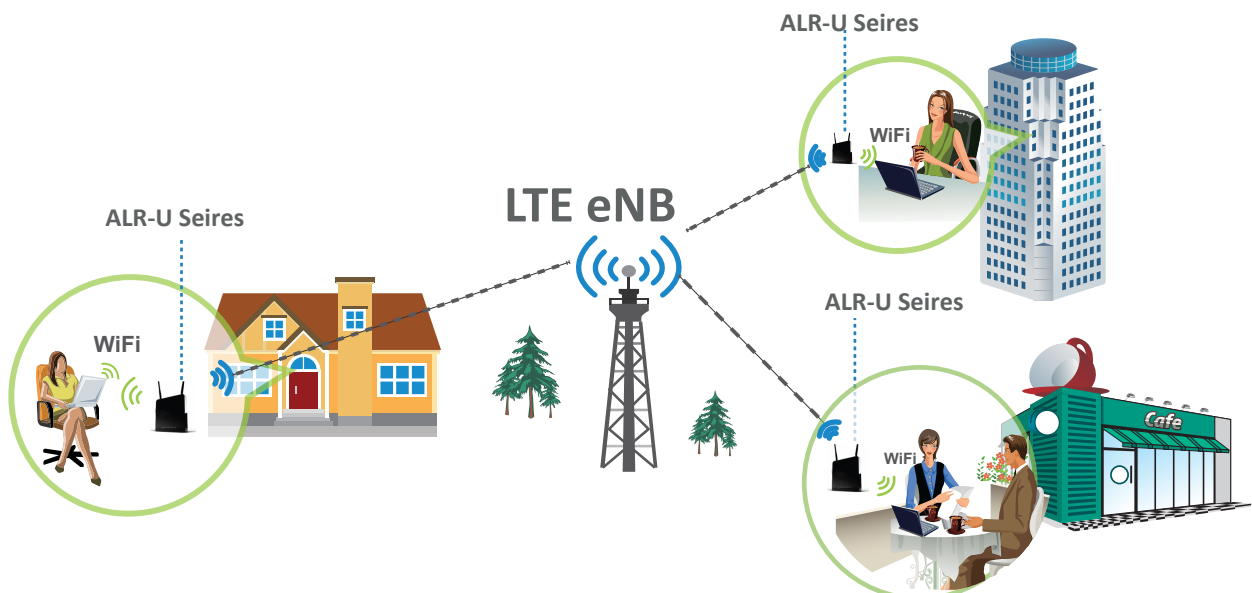 ALR-U Seires
WiFi
LTE eNB
ALR-U Seires
WiFi
ALR-U Seires
WiFi
Cafe